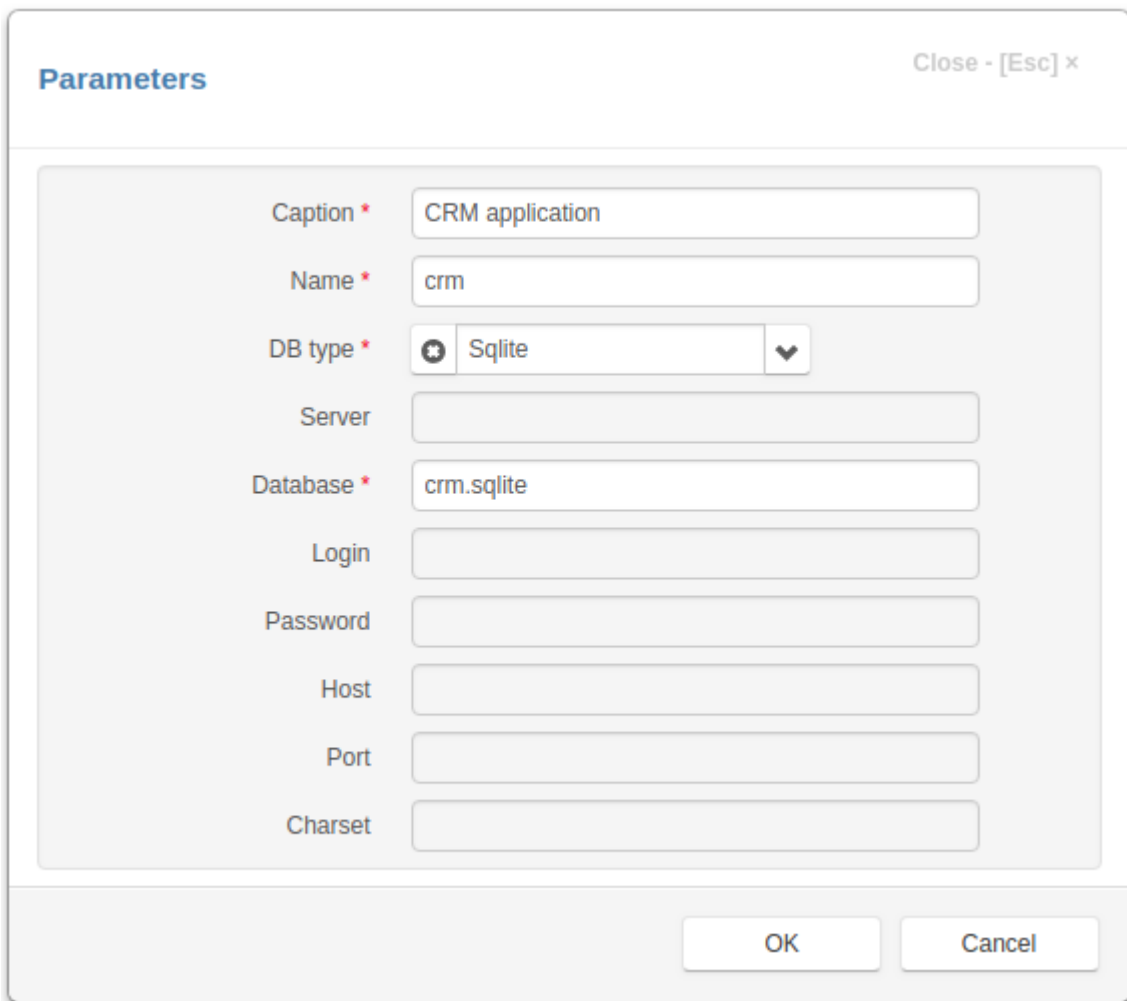 Parameters
Close - [Esc] ×
Caption * CRM application
Name * crm
DB type * Sqlite
Server
Database * crm.sqlite
Login
Password
Host
Port
Charset
OK Cancel